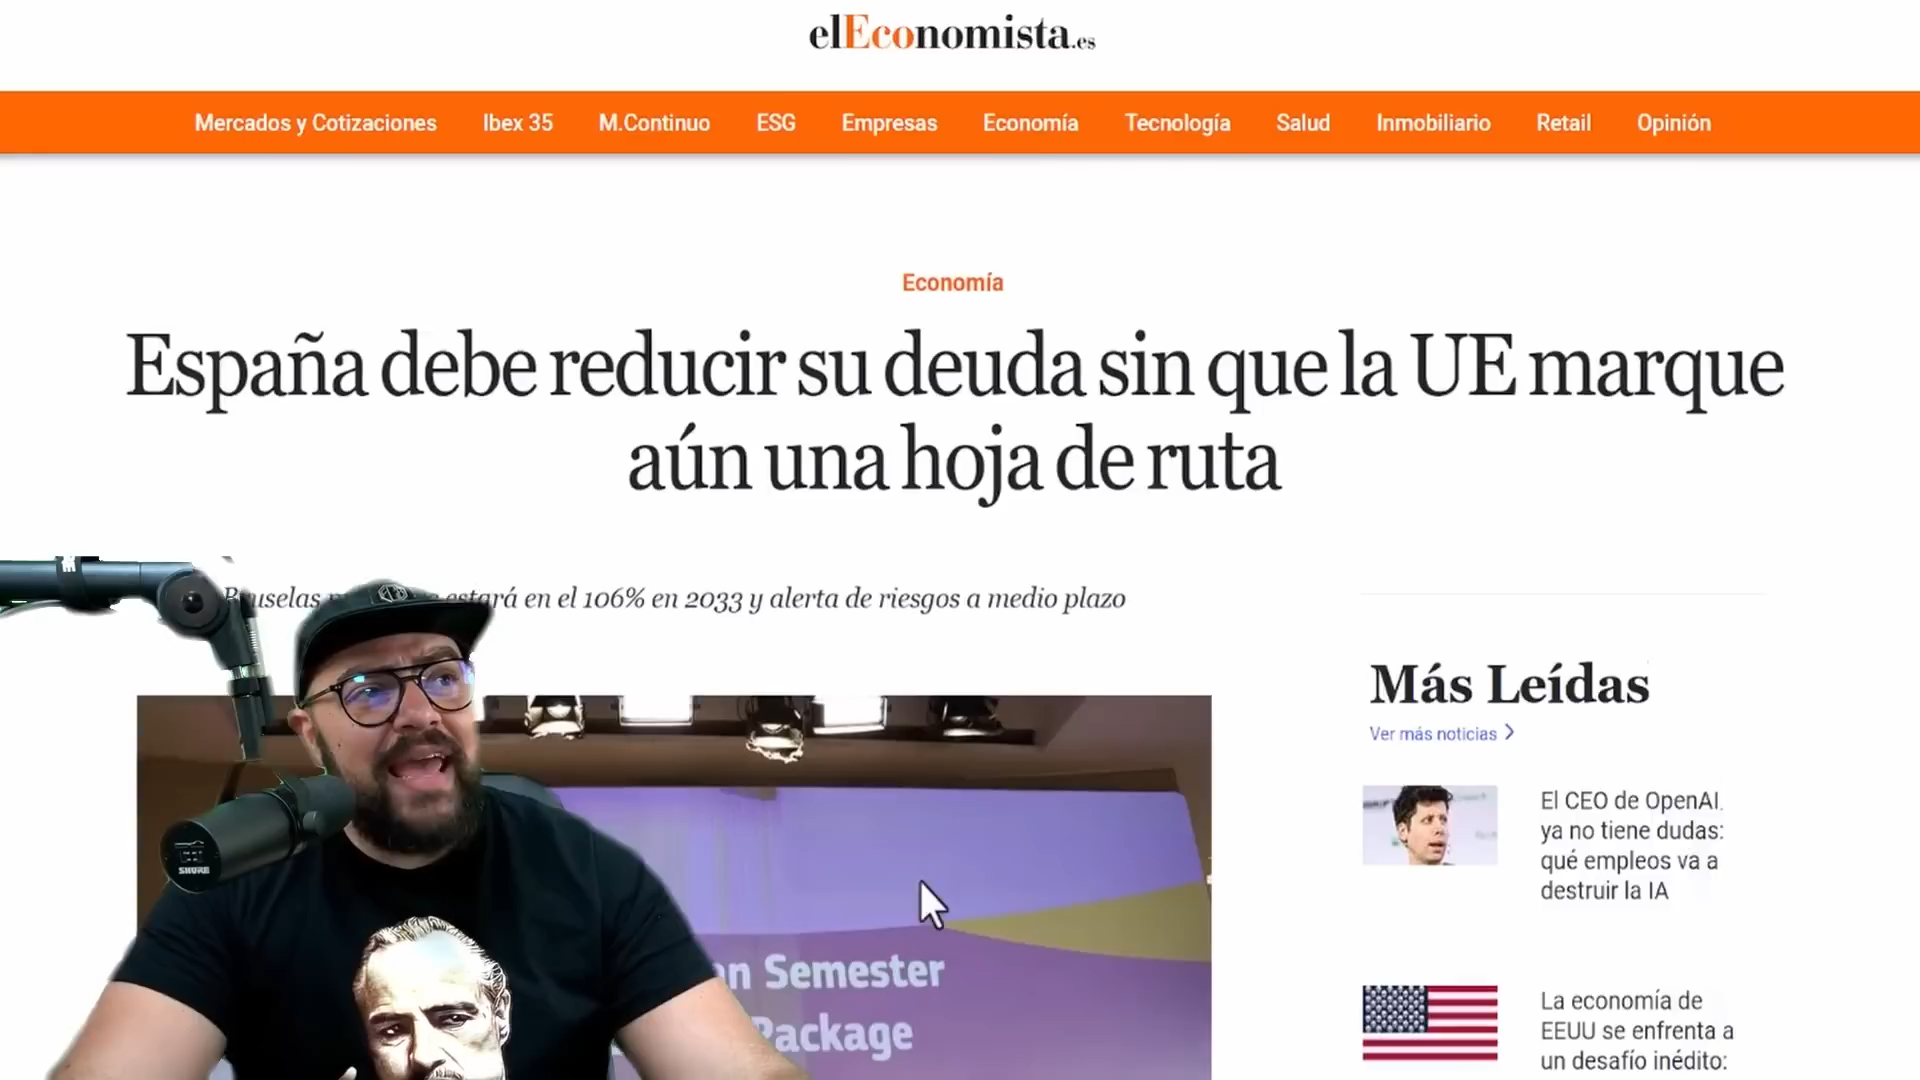 elEconomista.es
Mercados y Cotizaciones Ibex 35 M.Continuo ESG Empresas Economía Tecnología Salud Inmobiliario Retail Opinión
Economía
España debe reducir su deuda sin que la UE marque
aún una hoja de ruta
Bruselas estará en el 106% en 2033 y alerta de riesgos a medio plazo
Más Leídas
Ver más noticias
El CEO de OpenAI
ya no tiene dudas:
qué empleos va a
destruir la IA
SHURE
Semester
Package
La economía de
EEUU se enfrenta a
un desafío inédito: